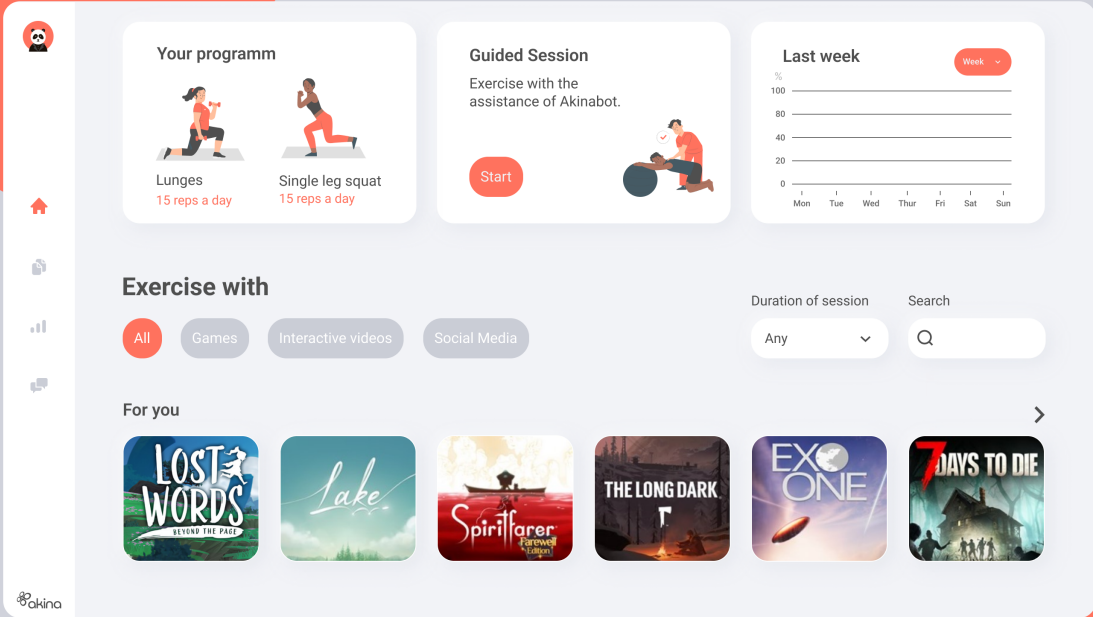 Your programm
Lunges
15 reps a day
Single leg squat
15 reps a day
Guided Session
Exercise with the
assistance of Akinabot.
Start
Last week
Week
%
100
80
40
20
0
Mon Tue Wed Thur Fri Sat Sun
Exercise with
All Games Interactive videos Social Media
Duration of session
Any
Search
For you
LOST
WORDS
BEYOND THE PAGE
Lake
Spiritfarer
Farewell
Edition
THE LONG DARK
EXO
ONE
7 DAYS TO DIE
akina